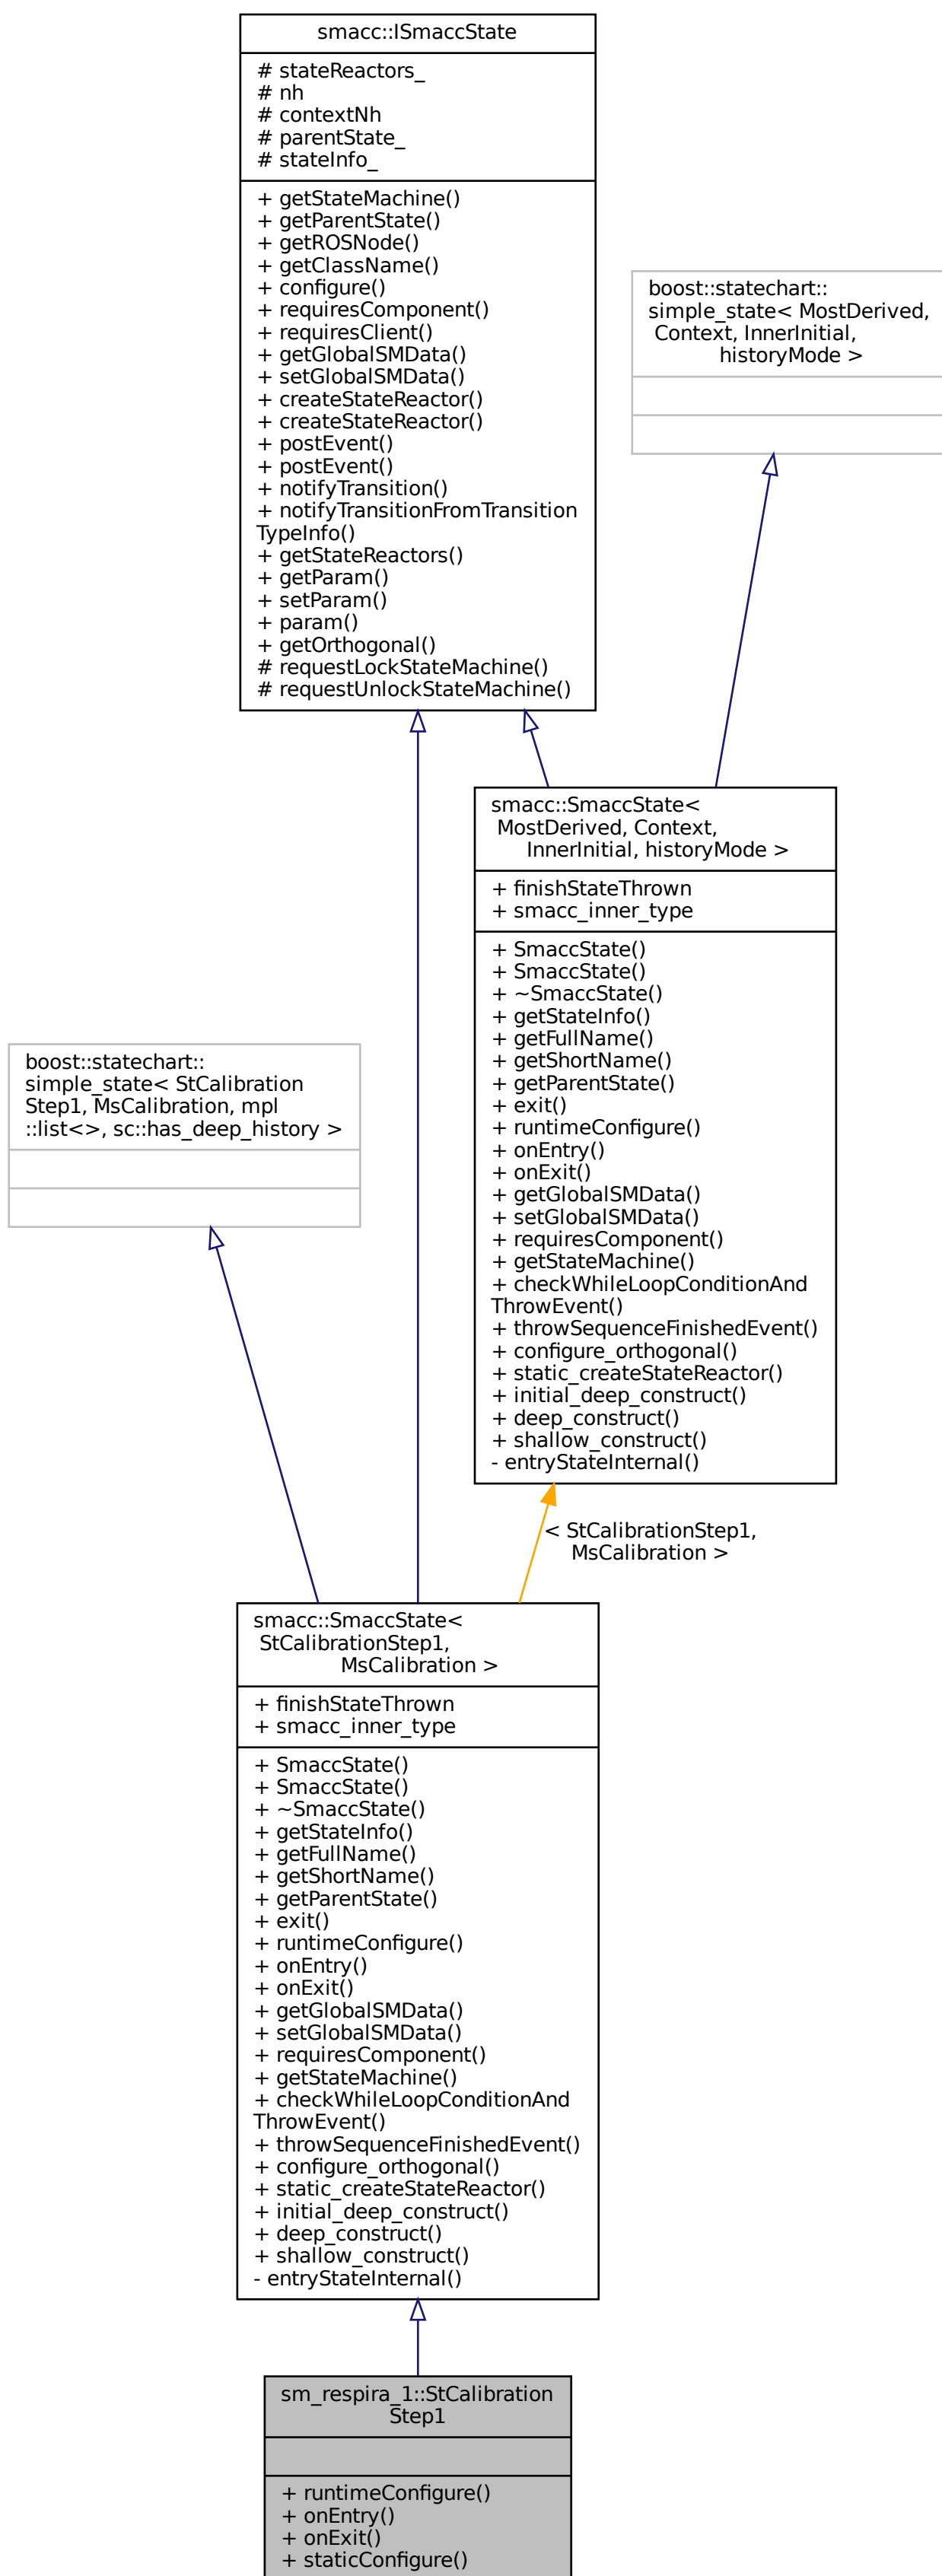 smacc::ISmaccState
# stateReactors_
# nh
# contextNh
# parentState_
# stateInfo_
+ getStateMachine()
+ getParentState()
+ getROSNode()
+ getClassName()
+ configure()
+ requiresComponent()
+ requiresClient()
+ getGlobalSMData()
+ setGlobalSMData()
+ createStateReactor()
+ createStateReactor()
+ postEvent()
+ postEvent()
+ notifyTransition()
+ notifyTransitionFromTransition
TypeInfo()
+ getStateReactors()
+ getParam()
+ setParam()
+ param()
+ getOrthogonal()
# requestLockStateMachine()
# requestUnlockStateMachine()
boost::statechart::
simple_state< MostDerived,
Context, InnerInitial,
historyMode >
smacc::SmaccState<
MostDerived, Context,
InnerInitial, historyMode >
+ finishStateThrown
+ smacc_inner_type
+ SmaccState()
+ SmaccState()
+ ~SmaccState()
+ getStateInfo()
+ getFullName()
+ getShortName()
+ getParentState()
+ exit()
+ runtimeConfigure()
+ onEntry()
+ onExit()
+ getGlobalSMData()
+ setGlobalSMData()
+ requiresComponent()
+ getStateMachine()
+ checkWhileLoopConditionAnd
ThrowEvent()
+ throwSequenceFinishedEvent()
+ configure_orthogonal()
+ static_createStateReactor()
+ initial_deep_construct()
+ deep_construct()
+ shallow_construct()
- entryStateInternal()
boost::statechart::
simple_state< StCalibration
Step1, MsCalibration, mpl
::list<>, sc::has_deep_history >
< StCalibrationStep1,
MsCalibration >
smacc::SmaccState<
StCalibrationStep1,
MsCalibration >
+ finishStateThrown
+ smacc_inner_type
+ SmaccState()
+ SmaccState()
+ ~SmaccState()
+ getStateInfo()
+ getFullName()
+ getShortName()
+ getParentState()
+ exit()
+ runtimeConfigure()
+ onEntry()
+ onExit()
+ getGlobalSMData()
+ setGlobalSMData()
+ requiresComponent()
+ getStateMachine()
+ checkWhileLoopConditionAnd
ThrowEvent()
+ throwSequenceFinishedEvent()
+ configure_orthogonal()
+ static_createStateReactor()
+ initial_deep_construct()
+ deep_construct()
+ shallow_construct()
- entryStateInternal()
sm_respira_1::StCalibration
Step1
+ runtimeConfigure()
+ onEntry()
+ onExit()
+ staticConfigure()